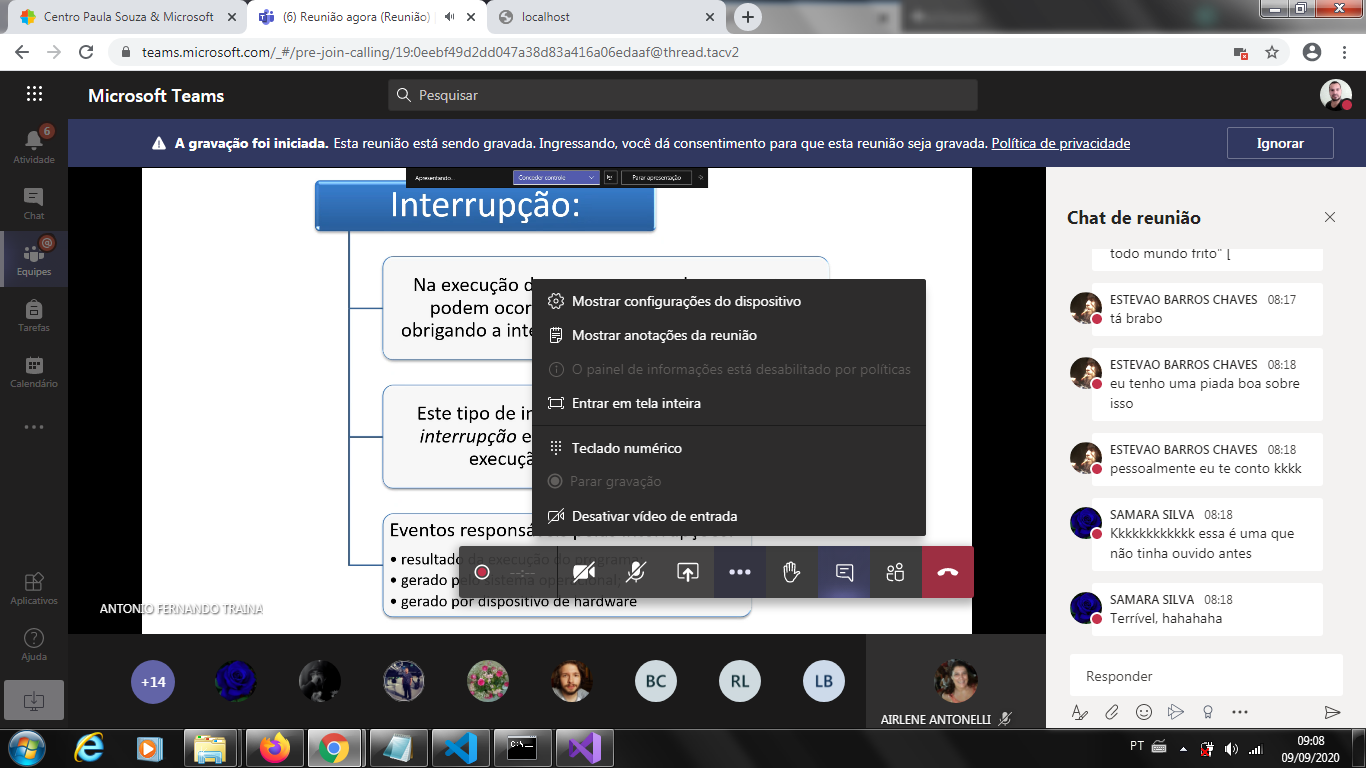 Centro Paula Souza & Microsoft
(6) Reunião agora (Reunião)
localhost
teams.microsoft.com/_#/pre-join-calling/19:0eebf49d2dd047a38d83a416a06edaaf@thread.tacv2
Microsoft Teams
Pesquisar
A gravação foi iniciada. Esta reunião está sendo gravada. Ingressando, você dá consentimento para que esta reunião seja gravada. Política de privacidade
Ignorar
6
Atividade
Chat
Equipes
Tarefas
Calendário
Aplicativos
Ajuda
Apresentando...
Conceder controle
Parar apresentação
Interrupção:
Na execução d
podem ocor
obrigando a inte
Este tipo de in
interrupção e
execuçã
Eventos responsáveis pelas interrupções:
• resultado da execução do programa;
• gerado pelo sistema operacional;
• gerado por dispositivo de hardware
ANTONIO FERNANDO TRAINA
Mostrar configurações do dispositivo
Mostrar anotações da reunião
O painel de informações está desabilitado por políticas
Entrar em tela inteira
Teclado numérico
Parar gravação
Desativar vídeo de entrada
--:--
+14
BC
RL
LB
AIRLENE ANTONELLI
Chat de reunião
todo mundo frito" [
ESTEVAO BARROS CHAVES 08:17
tá brabo
ESTEVAO BARROS CHAVES 08:18
eu tenho uma piada boa sobre
isso
ESTEVAO BARROS CHAVES 08:18
pessoalmente eu te conto kkkk
SAMARA SILVA 08:18
Kkkkkkkkkkkk essa é uma que
não tinha ouvido antes
SAMARA SILVA 08:18
Terrível, hahahaha
Responder
PT
09:08
09/09/2020